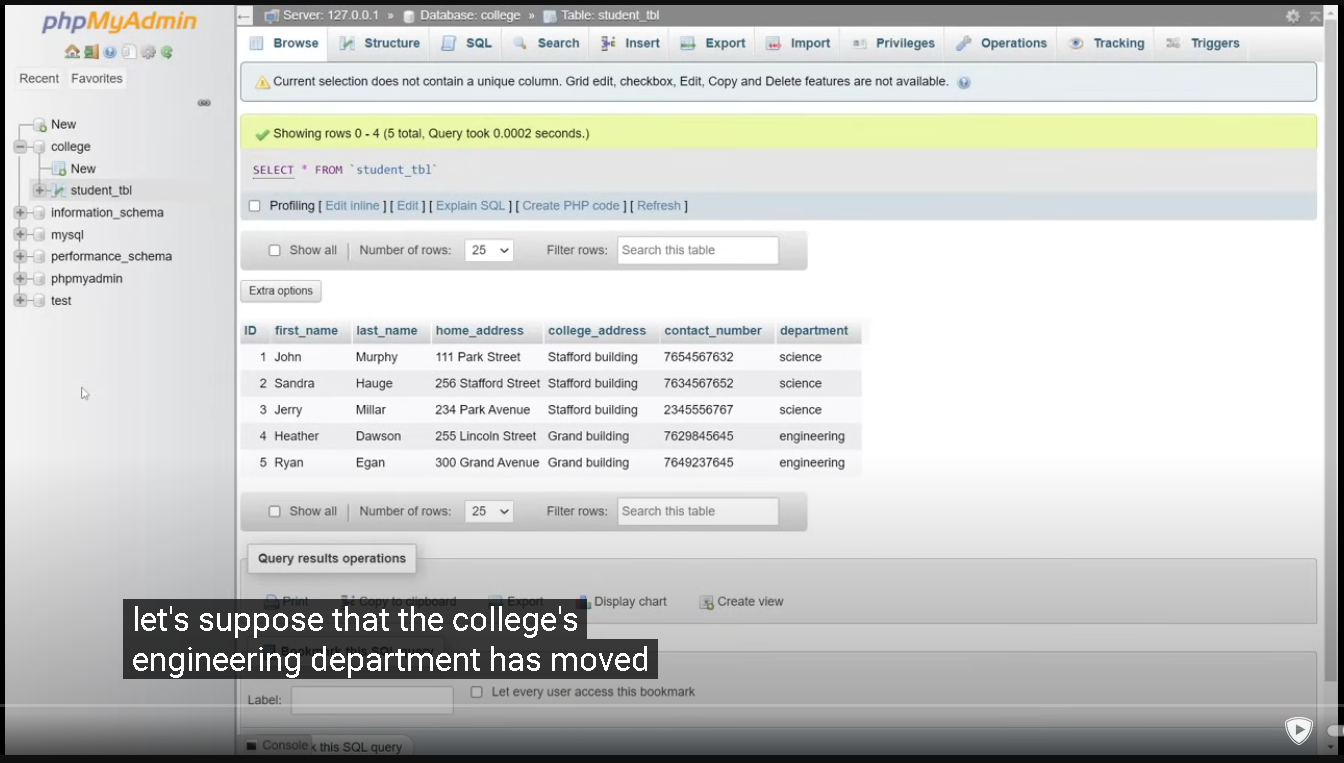 phpMyAdmin
Recent Favorites
New
college
New
student_tbl
information_schema
mysql
performance_schema
phpmyadmin
test
Server: 127.0.0.1 » Database: college » Table: student_tbl
Browse Structure SQL Search Insert Export Import Privileges Operations Tracking Triggers
Current selection does not contain a unique column. Grid edit, checkbox, Edit, Copy and Delete features are not available.
Showing rows 0 - 4 (5 total, Query took 0.0002 seconds.)
SELECT * FROM `student_tbl`
Profiling [ Edit inline ] [ Edit ] [ Explain SQL ] [ Create PHP code ] [ Refresh ]
Show all Number of rows: 25 Filter rows: Search this table
Extra options
ID first_name last_name home_address college_address contact_number department
1 John Murphy 111 Park Street Stafford building 7654567632 science
2 Sandra Hauge 256 Stafford Street Stafford building 7634567652 science
3 Jerry Millar 234 Park Avenue Stafford building 2345556767 science
4 Heather Dawson 255 Lincoln Street Grand building 7629845645 engineering
5 Ryan Egan 300 Grand Avenue Grand building 7649237645 engineering
Show all Number of rows: 25 Filter rows: Search this table
Query results operations
Print Copy to clipboard Export Display chart Create view
let's suppose that the college's
Bookmark this SQL query
engineering department has moved
Label: Let every user access this bookmark
Console k this SQL query